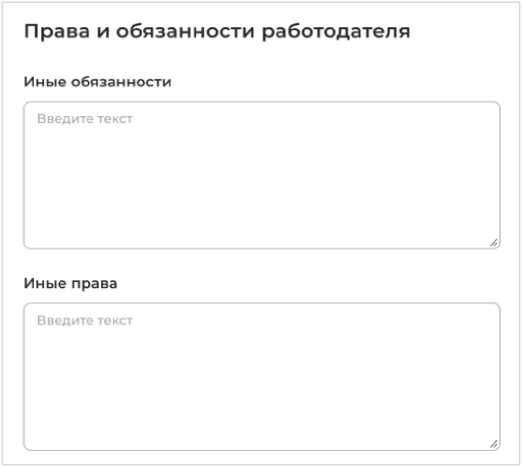 Права и обязанности работодателя
Иные обязанности
Введите текст
Иные права
Введите текст